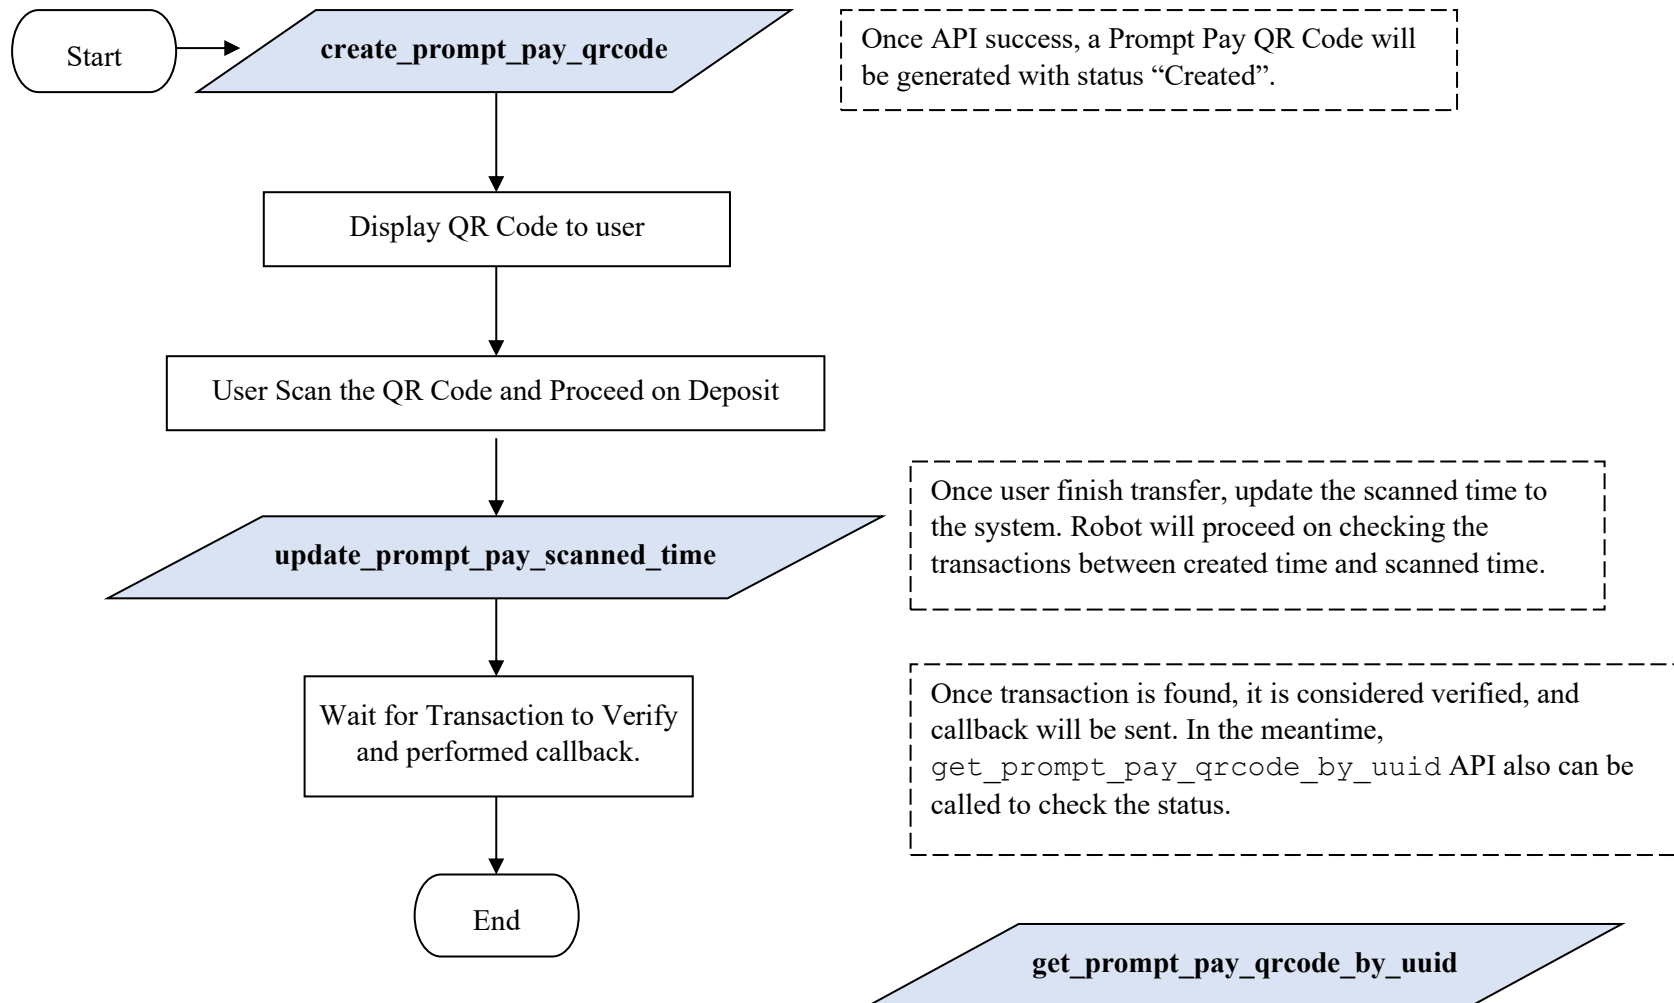 Start
create_prompt_pay_qrcode
Once API success, a Prompt Pay QR Code will
be generated with status “Created”.
Display QR Code to user
User Scan the QR Code and Proceed on Deposit
update_prompt_pay_scanned_time
Once user finish transfer, update the scanned time to
the system. Robot will proceed on checking the
transactions between created time and scanned time.
Wait for Transaction to Verify
and performed callback.
Once transaction is found, it is considered verified, and
callback will be sent. In the meantime,
get_prompt_pay_qrcode_by_uuid API also can be
called to check the status.
End
get_prompt_pay_qrcode_by_uuid